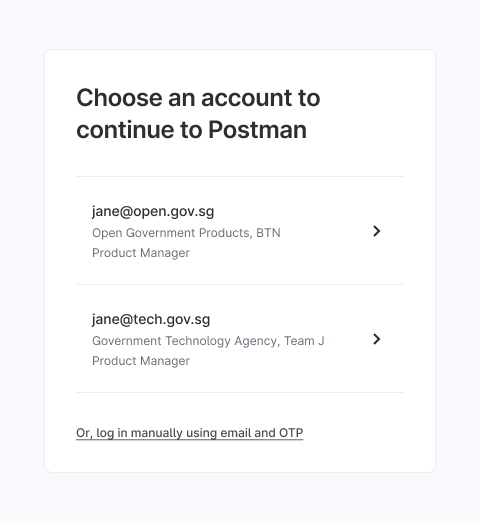 Choose an account to
continue to Postman
jane@open.gov.sg
Open Government Products, BTN
Product Manager
jane@tech.gov.sg
Government Technology Agency, Team J
Product Manager
Or, log in manually using email and OTP